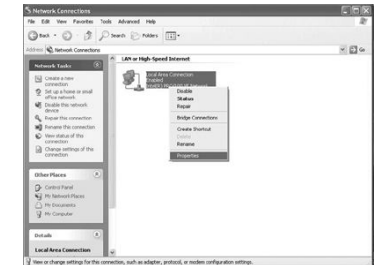 Network Connections
File Edit View Favorites Tools Advanced Help
Back Search Folders
Address Network Connections Go
Network Tasks
Create a new
connection
Set up a home or small
office network
Disable this network
device
Repair this connection
Rename this connection
View status of this
connection
Change settings of this
connection
Other Places
Control Panel
My Network Places
My Documents
My Computer
Details
Local Area Connection
LAN or High-Speed Internet
Local Area Connection
Enabled
Disable
Status
Repair
Bridge Connections
Create Shortcut
Delete
Rename
Properties
View or change settings for this connection, such as adapter, protocol, or modem configuration settings.